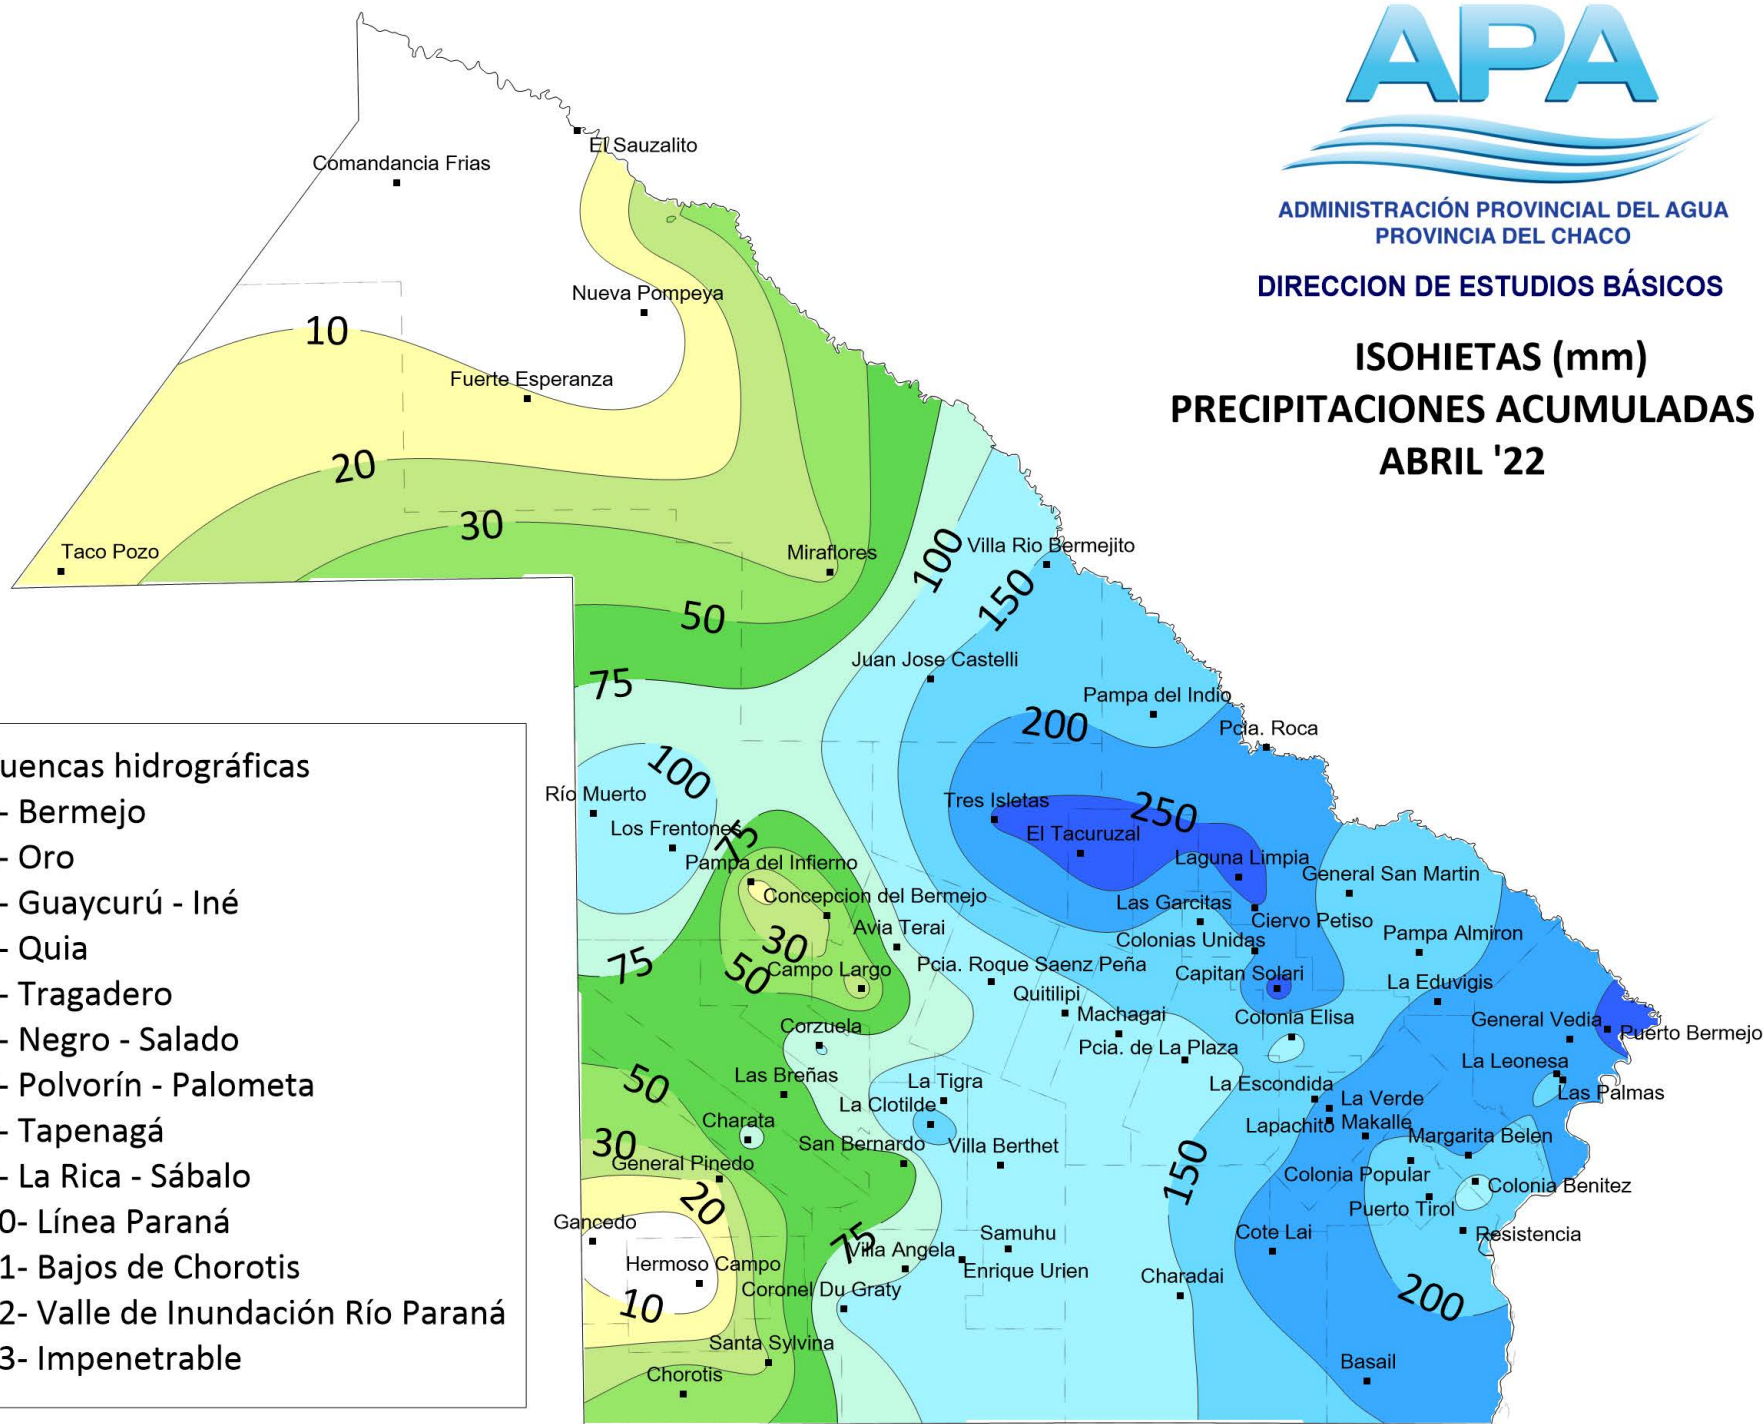 APA
ADMINISTRACIÓN PROVINCIAL DEL AGUA
PROVINCIA DEL CHACO
DIRECCION DE ESTUDIOS BÁSICOS
ISOHIETAS (mm)
PRECIPITACIONES ACUMULADAS
ABRIL '22
El Sauzalito
Comandancia Frias
Nueva Pompeya
10
Fuerte Esperanza
20
30
Taco Pozo
Miraflores
100
Villa Rio Bermejito
150
50
Juan Jose Castelli
75
Pampa del Indio
200
Pcia. Roca
100
Río Muerto
Tres Isletas
250
Los Frentones
75
El Tacuruzal
Pampa del Infierno
Laguna Limpia
General San Martin
Concepcion del Bermejo
Las Garcitas
Ciervo Petiso
Avia Terai
30
Colonias Unidas
Pampa Almiron
75
50
Campo Largo
Pcia. Roque Saenz Peña
Capitan Solari
La Eduvigis
Quitilipi
Machagai
Colonia Elisa
General Vedia
Puerto Bermejo
Corzuela
Pcia. de La Plaza
La Leonesa
50
Las Breñas
La Tigra
La Escondida
Las Palmas
La Clotilde
La Verde
Charata
Lapachito
Makalle
Margarita Belen
30
San Bernardo
Villa Berthet
150
General Pinedo
Colonia Popular
Colonia Benitez
20
Puerto Tirol
Gancedo
75
Samuhu
Cote Lai
Resistencia
Villa Angela
Hermoso Campo
Enrique Urien
Charadai
Coronel Du Graty
10
200
Santa Sylvina
Basail
Chorotis
uencas hidrográficas
- Bermejo
- Oro
- Guaycurú - Iné
- Quia
- Tragadero
- Negro - Salado
- Polvorín - Palometa
- Tapenagá
- La Rica - Sábalo
0- Línea Paraná
1- Bajos de Chorotis
2- Valle de Inundación Río Paraná
3- Impenetrable